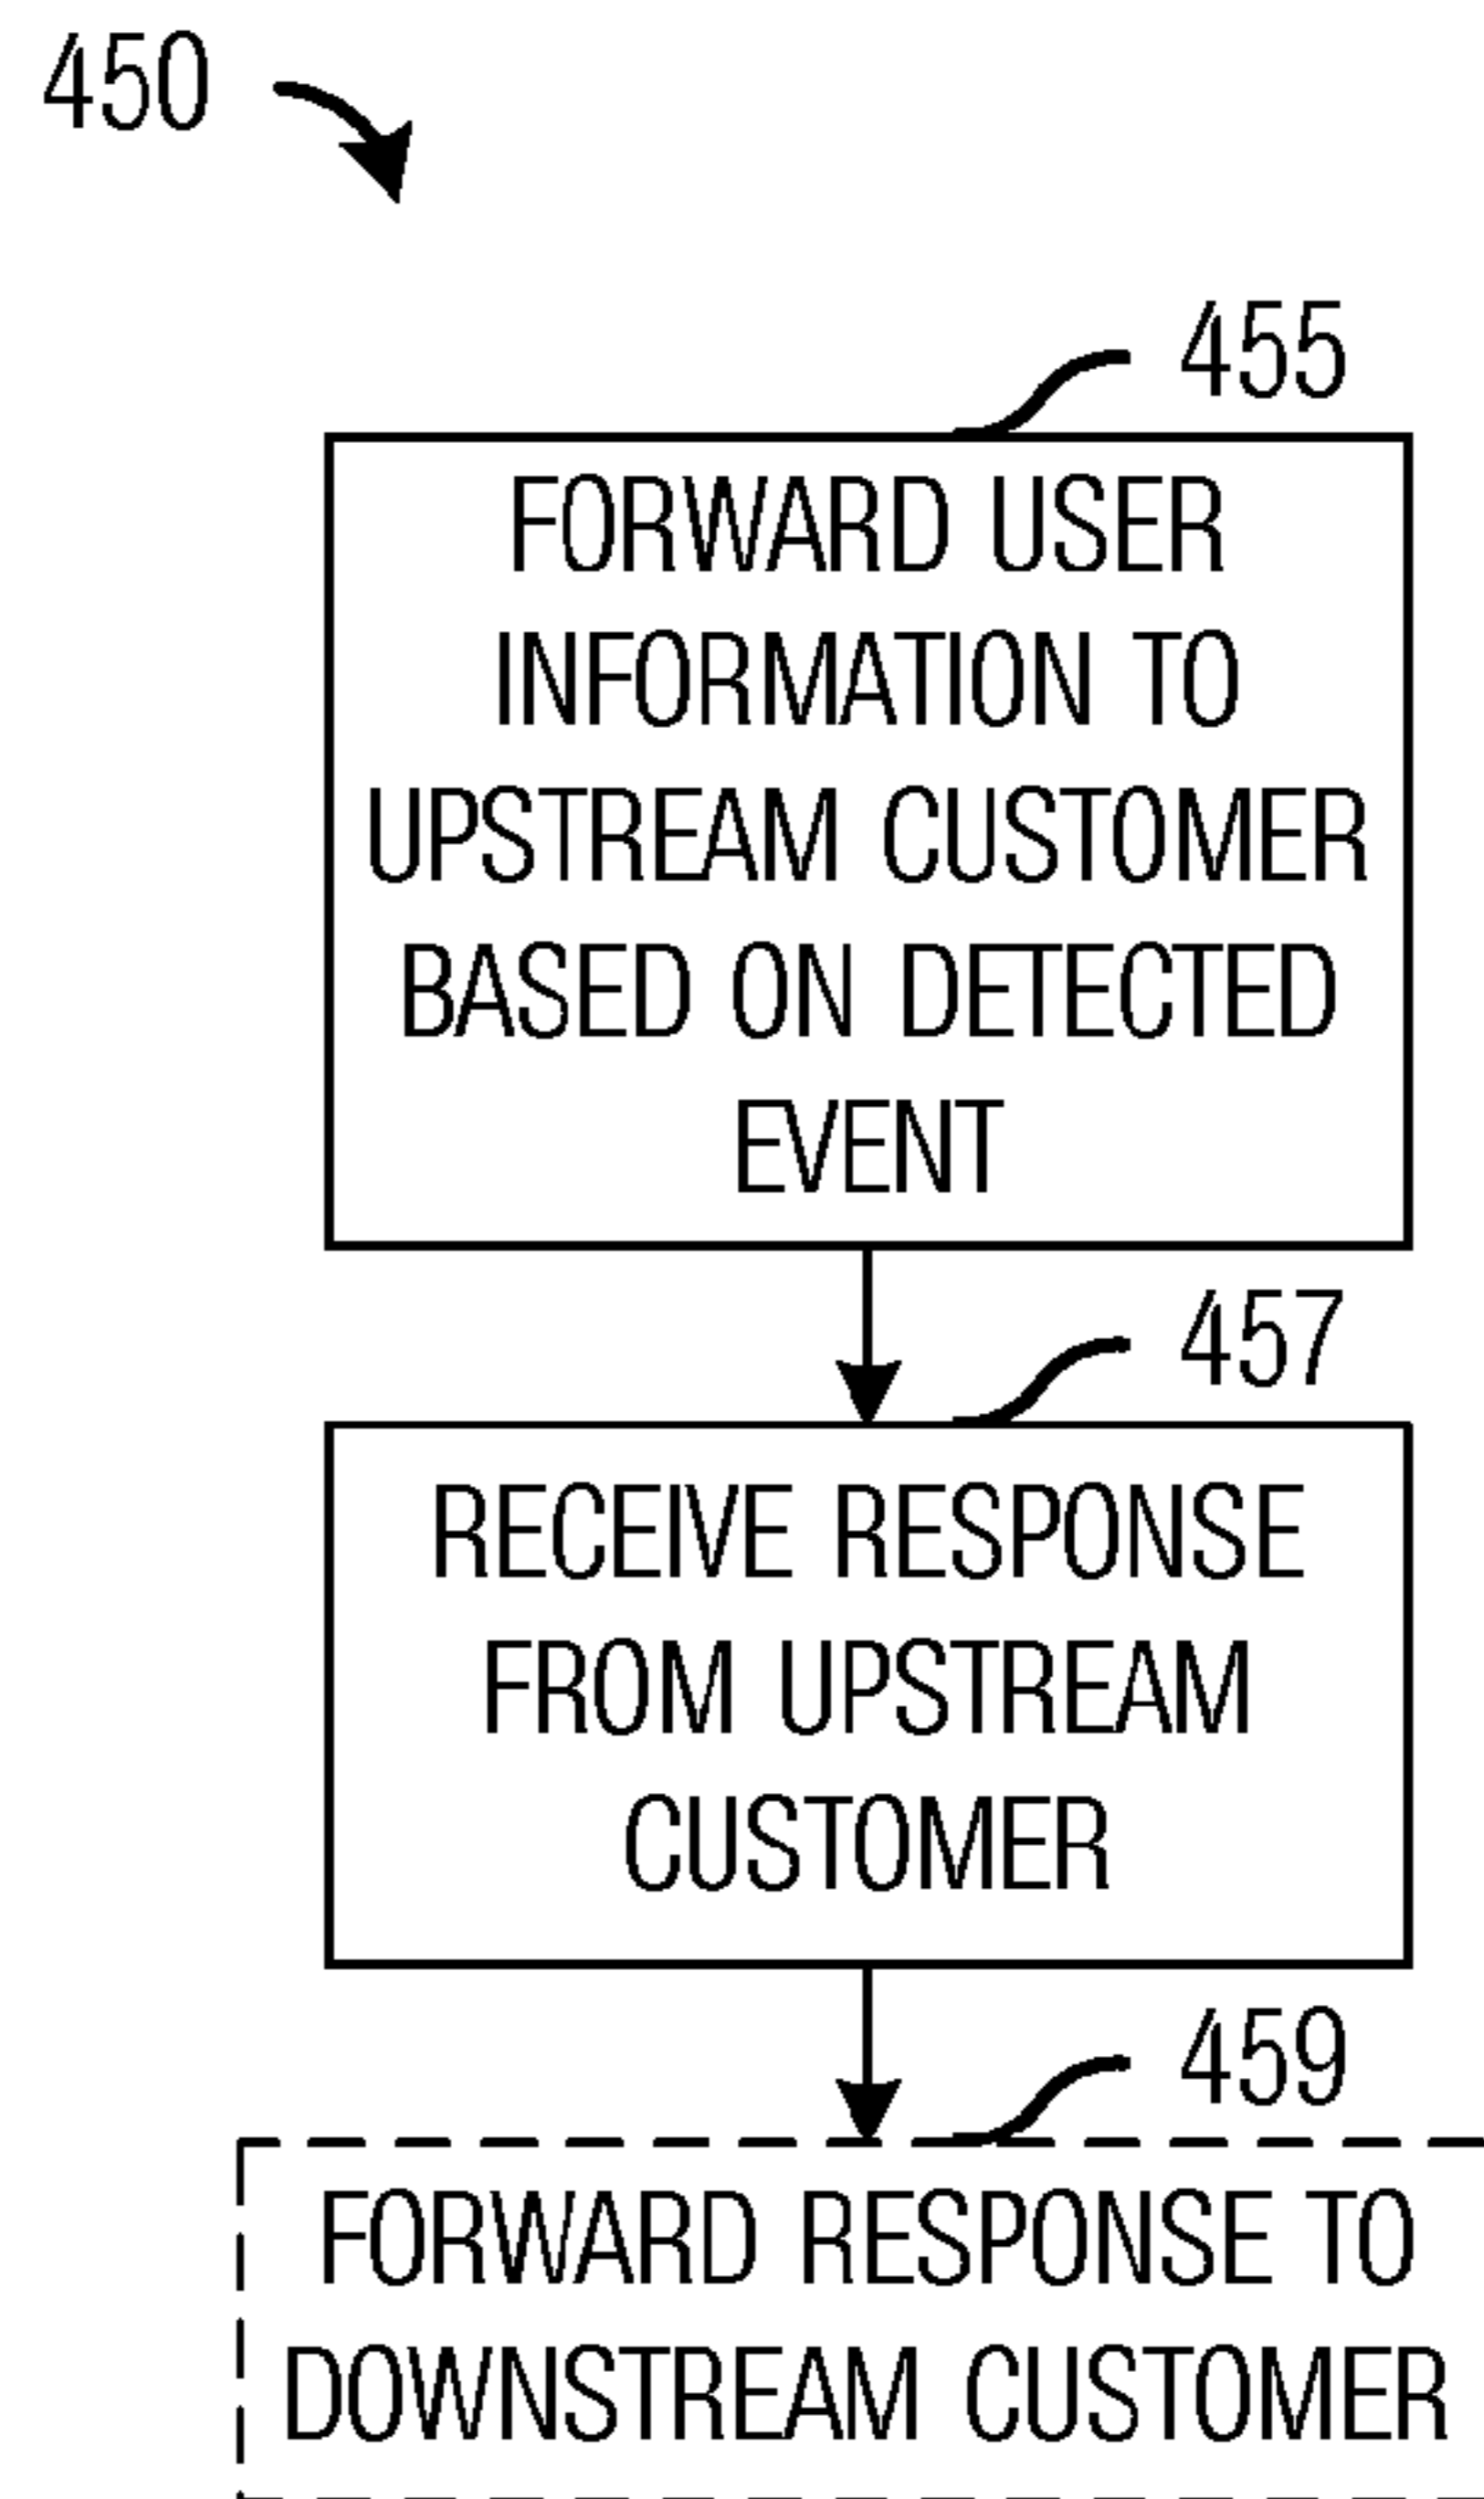 450
455
FORWARD USER
INFORMATION TO
UPSTREAM CUSTOMER
BASED ON DETECTED
EVENT
457
RECEIVE RESPONSE
FROM UPSTREAM
CUSTOMER
459
FORWARD RESPONSE TO
DOWNSTREAM CUSTOMER